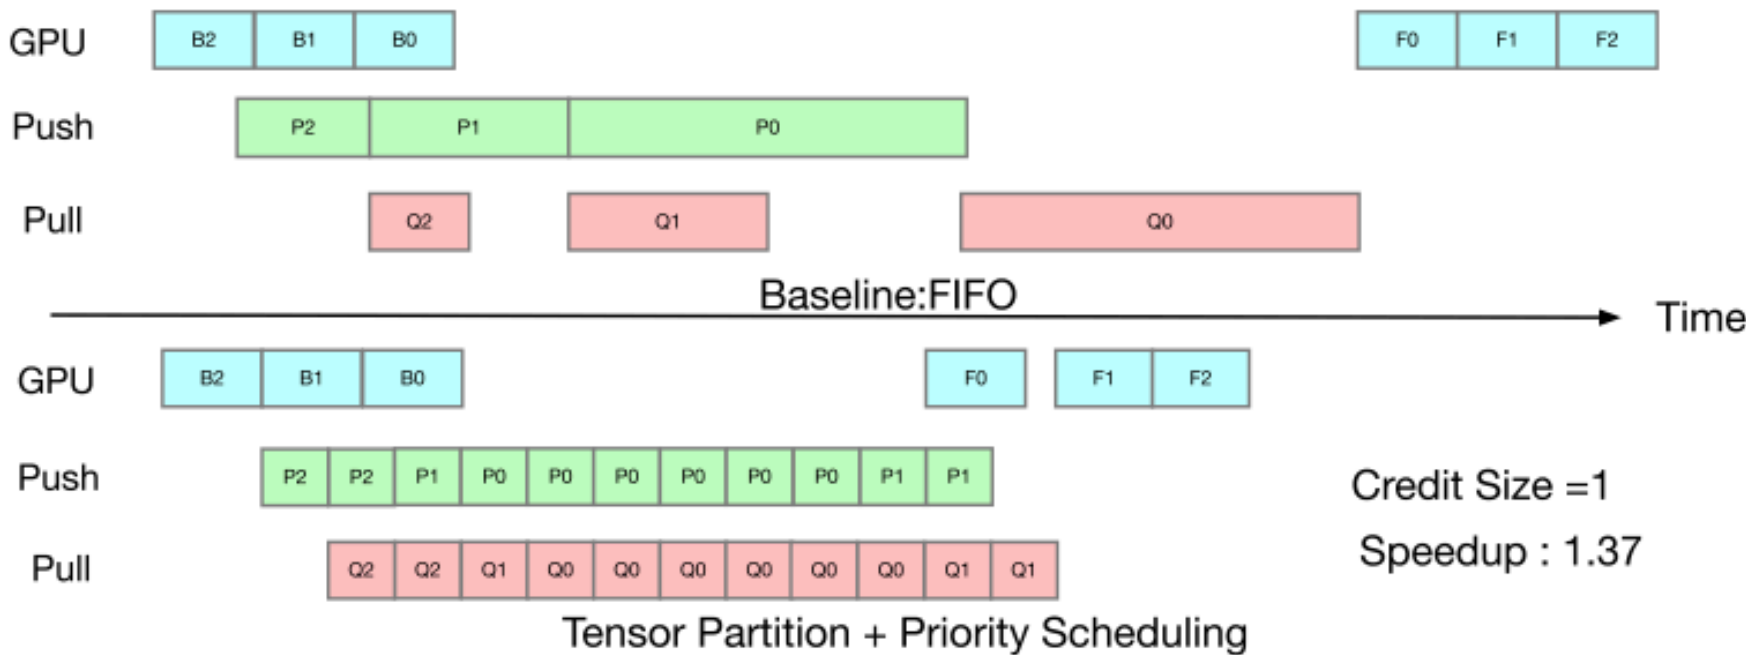 GPU B2 B1 B0 F0 F1 F2
Push P2 P1 P0
Pull Q2 Q1 Q0
Baseline:FIFO
Time
GPU B2 B1 B0 F0 F1 F2
Push P2 P2 P1 P0 P0 P0 P0 P0 P0 P1 P1
Credit Size =1
Speedup : 1.37
Pull Q2 Q2 Q1 Q0 Q0 Q0 Q0 Q0 Q0 Q1 Q1
Tensor Partition + Priority Scheduling